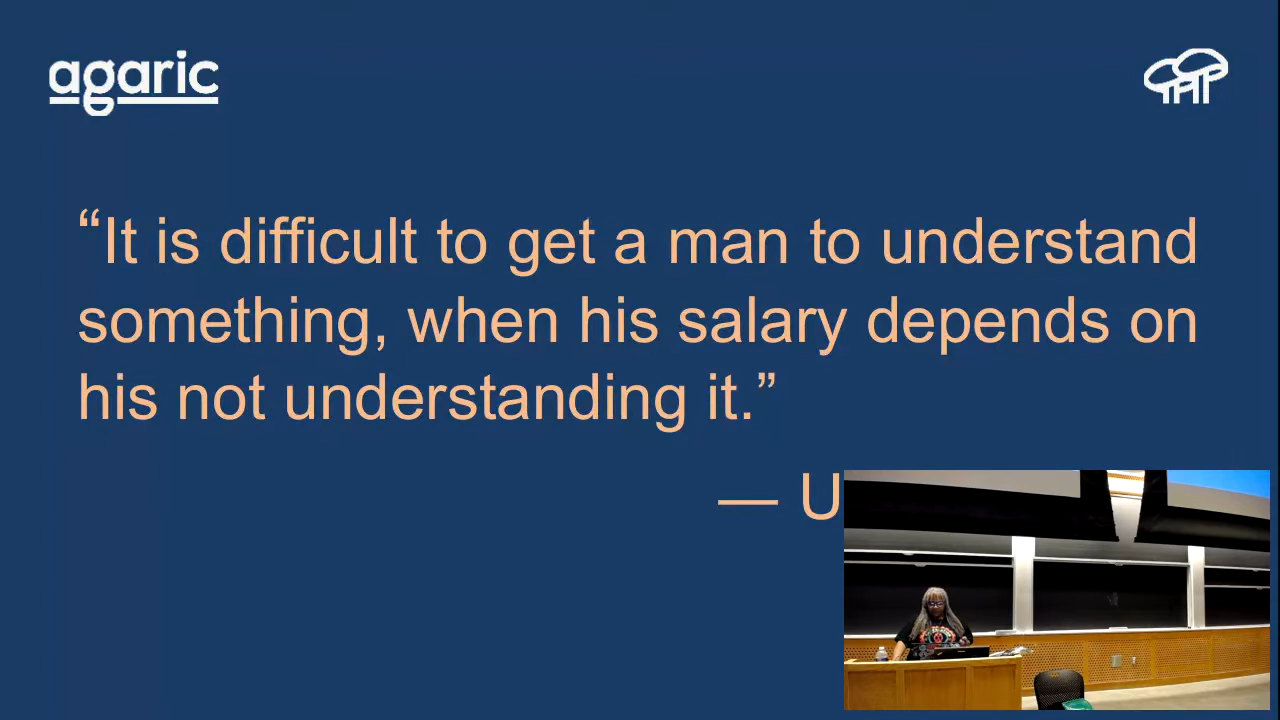 agaric
“It is difficult to get a man to understand
something, when his salary depends on
his not understanding it.”
— U